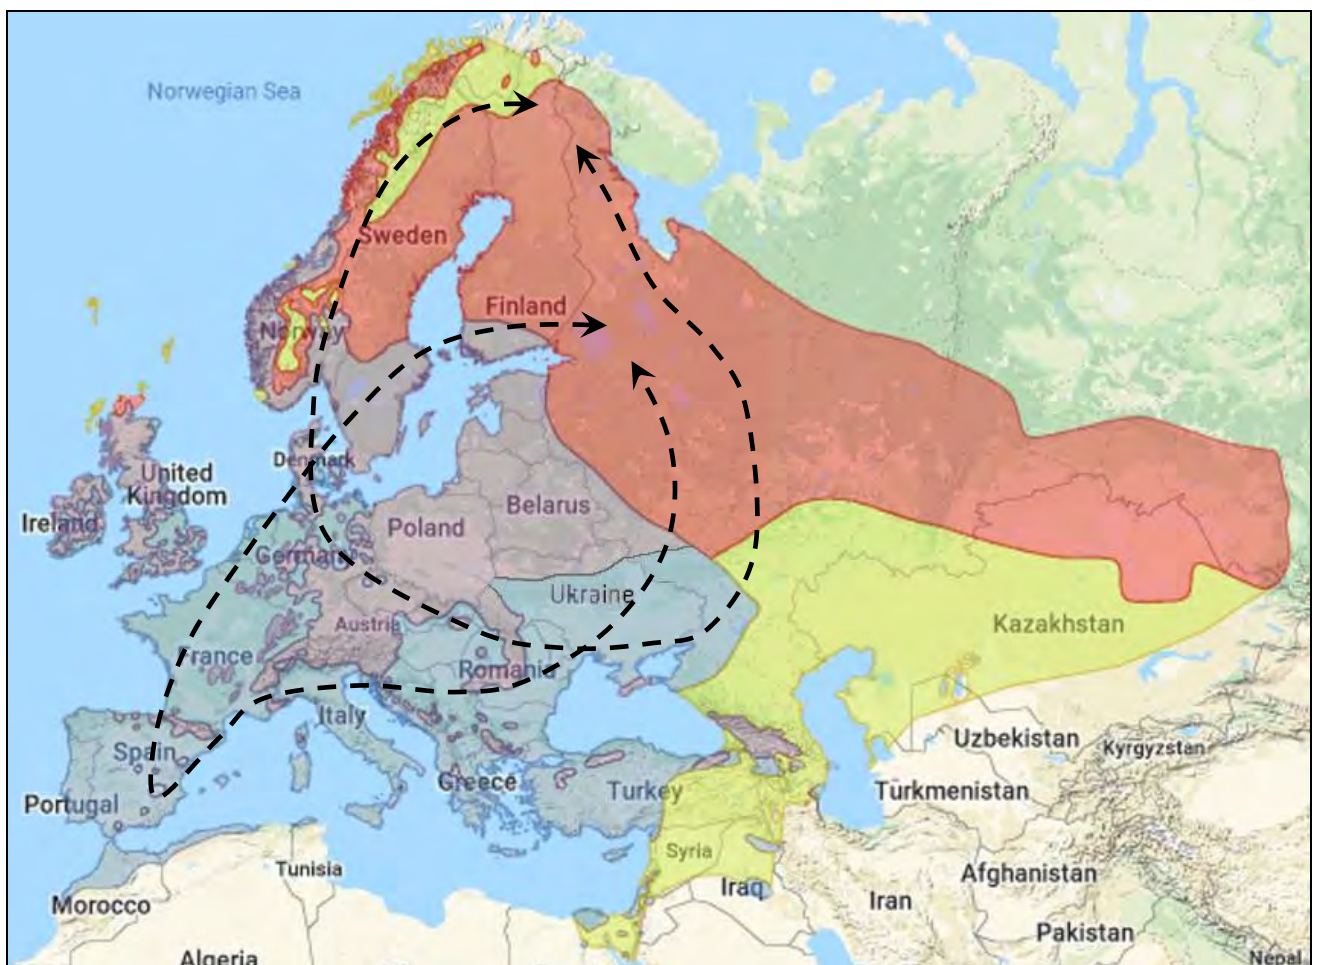 Norwegian Sea
Sweden
Finland
Norway
United
Kingdom
Ireland
Denmark
Poland
Belarus
Germany
Ukraine
Austria
France
Romania
Kazakhstan
Italy
Spain
Portugal
Greece
Turkey
Uzbekistan
Kyrgyzstan
Türkmenistan
Syria
Iraq
Iran
Afghanistan
Pakistan
Nepal
Tunisia
Morocco
Algeria